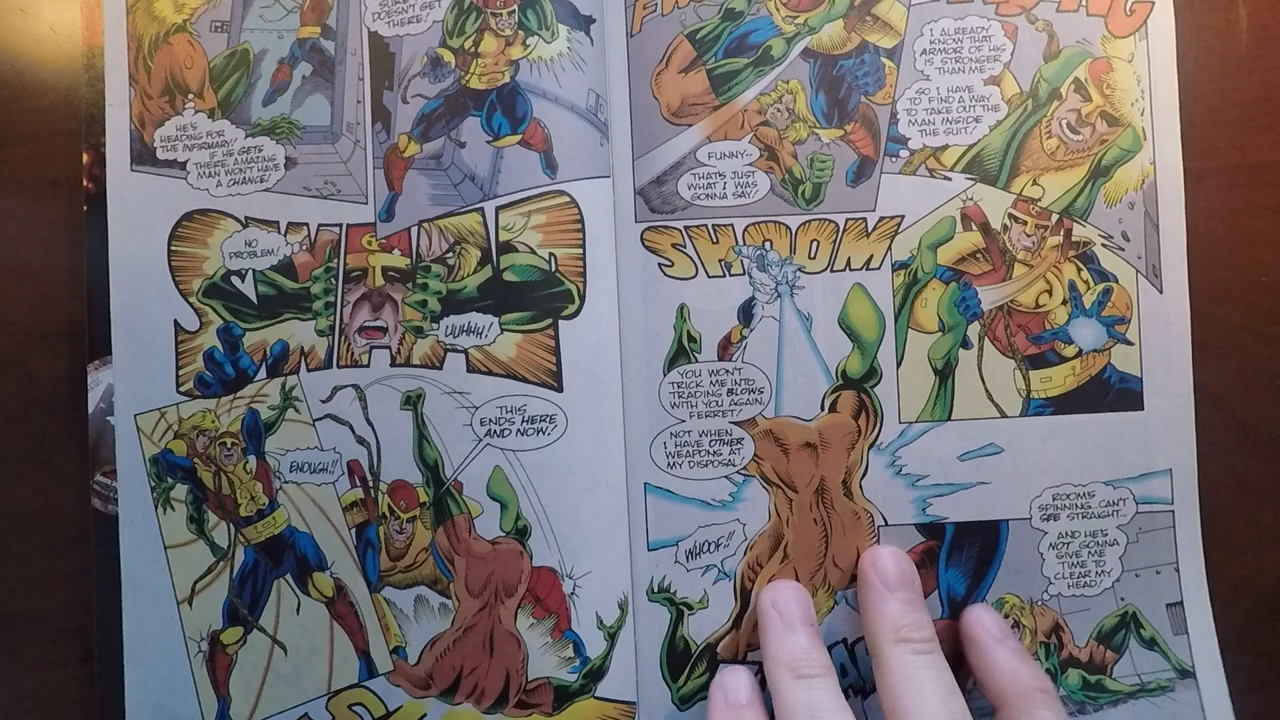 DOESN'T GET
THERE!
HE'S
HEADING FOR
THE INFIRMARY!
IF HE GETS
THERE, AMAZING
MAN WON'T HAVE
A CHANCE!
NO
PROBLEM!
UUHHH!
ENOUGH!!
THIS
ENDS HERE
AND NOW!
FUNNY--
THAT'S JUST
WHAT I WAS
GONNA SAY!
I ALREADY
KNOW THAT
ARMOR OF HIS
IS STRONGER
THAN ME--
SO I HAVE
TO FIND A WAY
TO TAKE OUT THE
MAN INSIDE
THE SUIT!
SHOOM
YOU WON'T
TRICK ME INTO
TRADING BLOWS
WITH YOU AGAIN,
FERRET!
NOT WHEN
I HAVE OTHER
WEAPONS AT
MY DISPOSAL!
WHOOF!!
ROOM'S
SPINNING...CAN'T
SEE STRAIGHT--
AND HE'S
NOT GONNA
GIVE ME
TIME TO
CLEAR MY
HEAD!